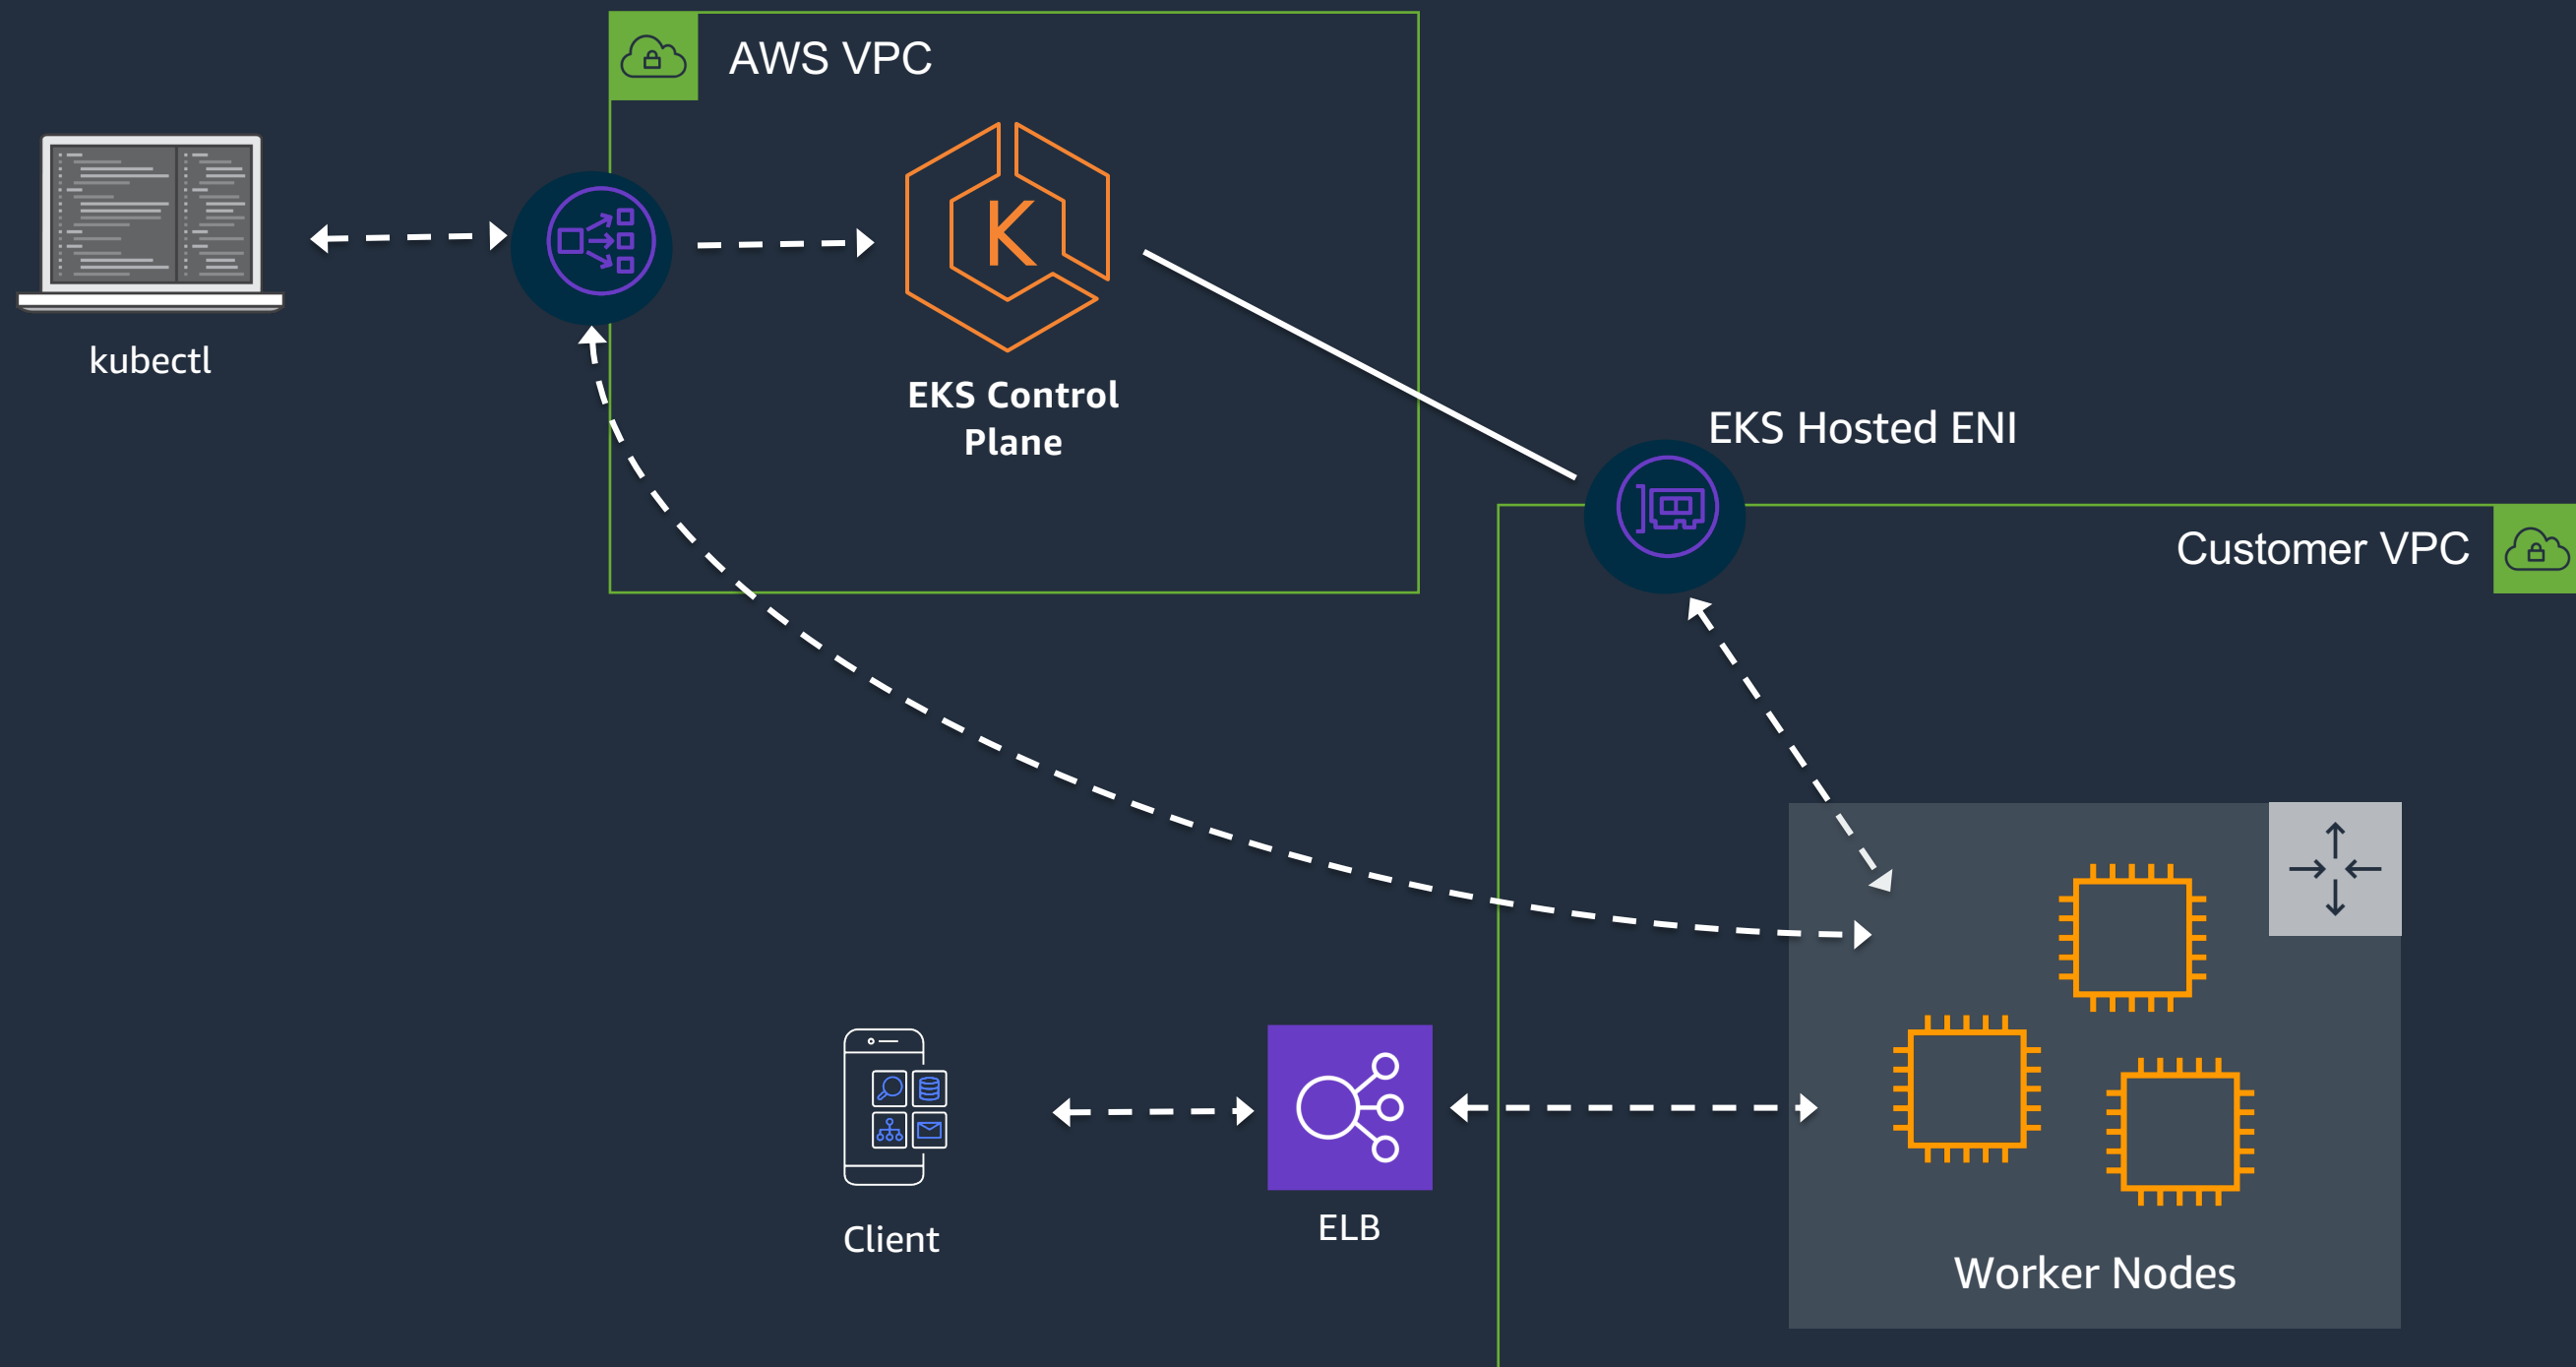 AWS VPC
kubectl
K
EKS Control
Plane
EKS Hosted ENI
Customer VPC
Client
ELB
Worker Nodes